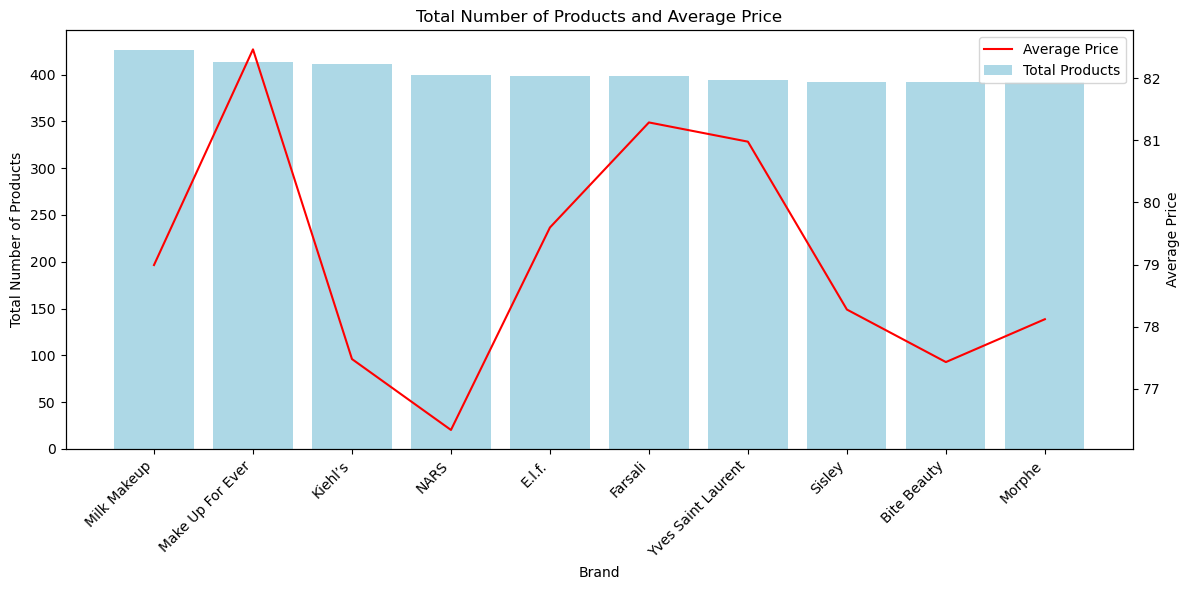 Total Number of Products and Average Price
Average Price
Total Products
Total Number of Products
400
350
300
250
200
150
100
50
0
82
81
80
79
78
77
Average Price
Milk Makeup
Make Up For Ever
Kiehl's
NARS
E.l.f.
Farsali
Yves Saint Laurent
Sisley
Bite Beauty
Morphe
Brand